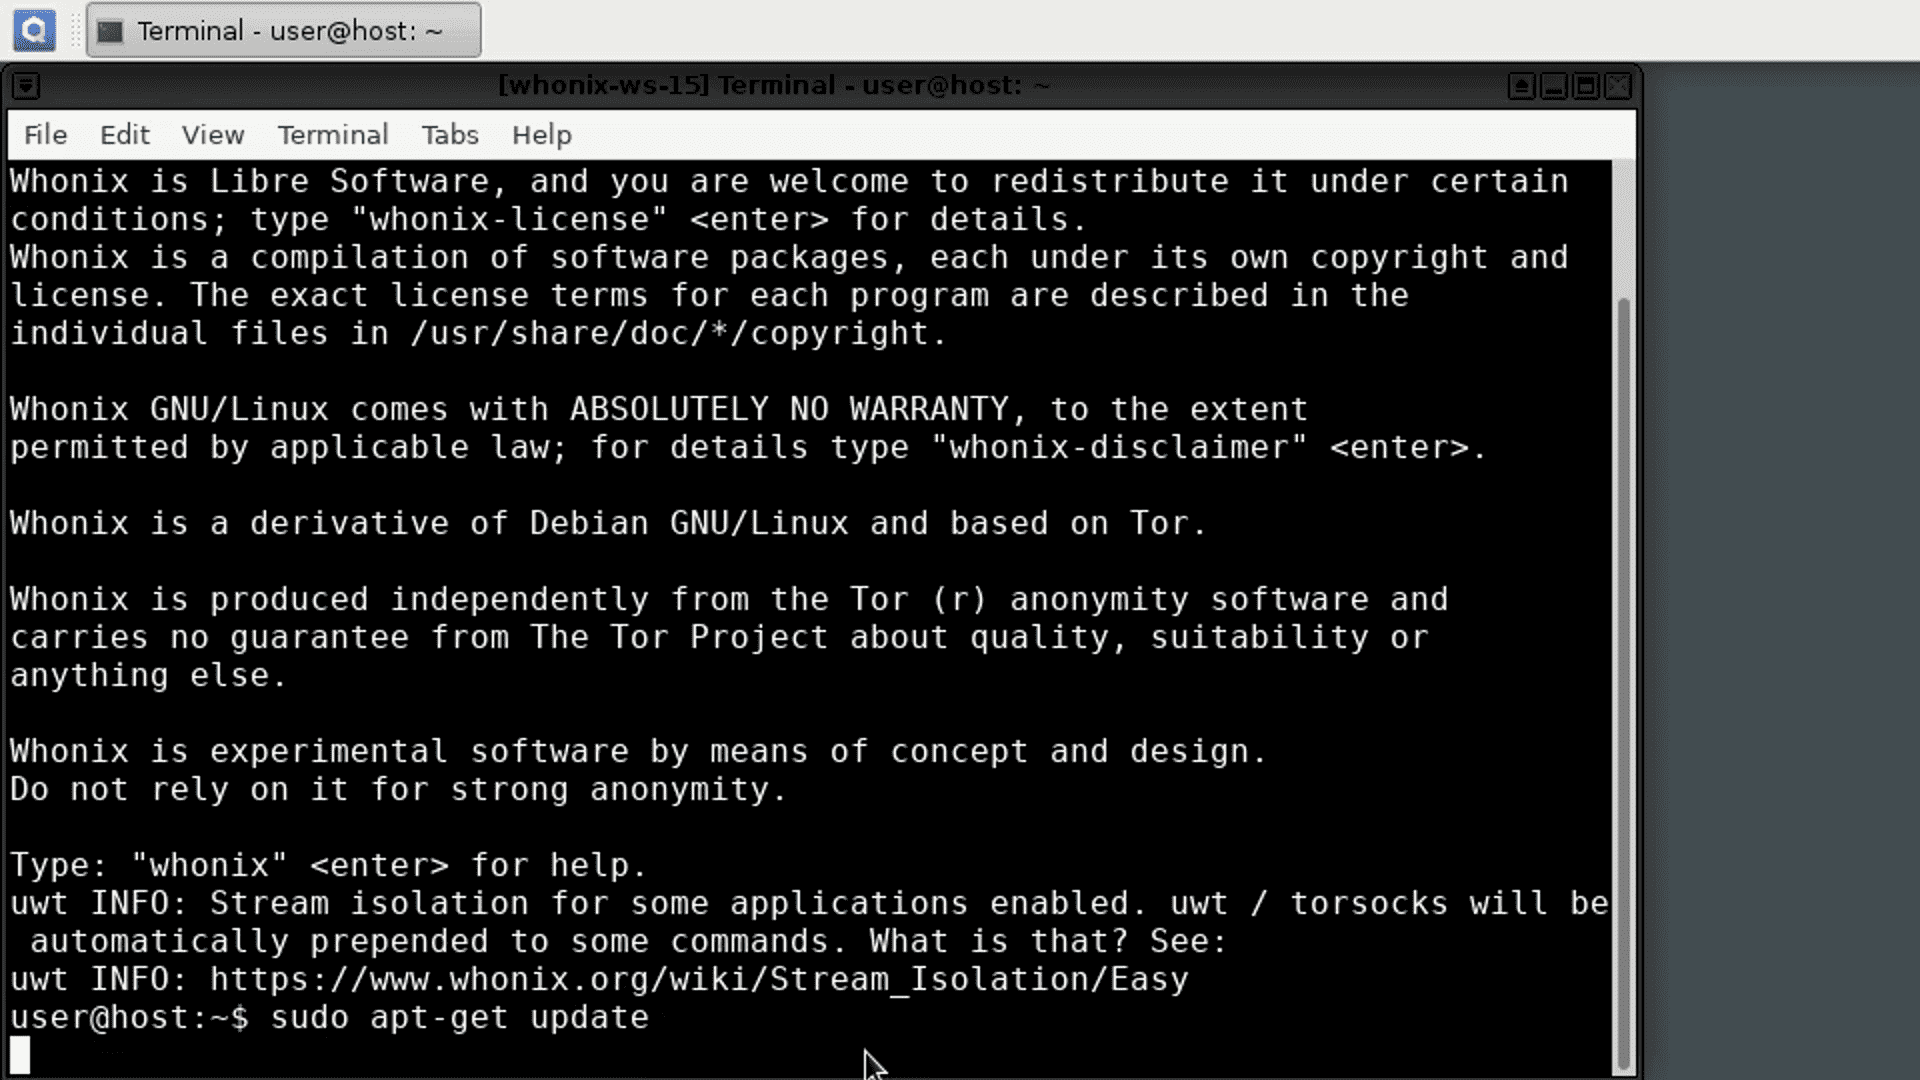 Terminal - user@host: ~
[whonix-ws-15] Terminal - user@host: ~
File Edit View Terminal Tabs Help
Whonix is Libre Software, and you are welcome to redistribute it under certain
conditions; type "whonix-license" <enter> for details.
Whonix is a compilation of software packages, each under its own copyright and
license. The exact license terms for each program are described in the
individual files in /usr/share/doc/*/copyright.
Whonix GNU/Linux comes with ABSOLUTELY NO WARRANTY, to the extent
permitted by applicable law; for details type "whonix-disclaimer" <enter>.
Whonix is a derivative of Debian GNU/Linux and based on Tor.
Whonix is produced independently from the Tor (r) anonymity software and
carries no guarantee from The Tor Project about quality, suitability or
anything else.
Whonix is experimental software by means of concept and design.
Do not rely on it for strong anonymity.
Type: "whonix" <enter> for help.
uwt INFO: Stream isolation for some applications enabled. uwt / torsocks will be
 automatically prepended to some commands. What is that? See:
uwt INFO: https://www.whonix.org/wiki/Stream_Isolation/Easy
user@host:~$ sudo apt-get update